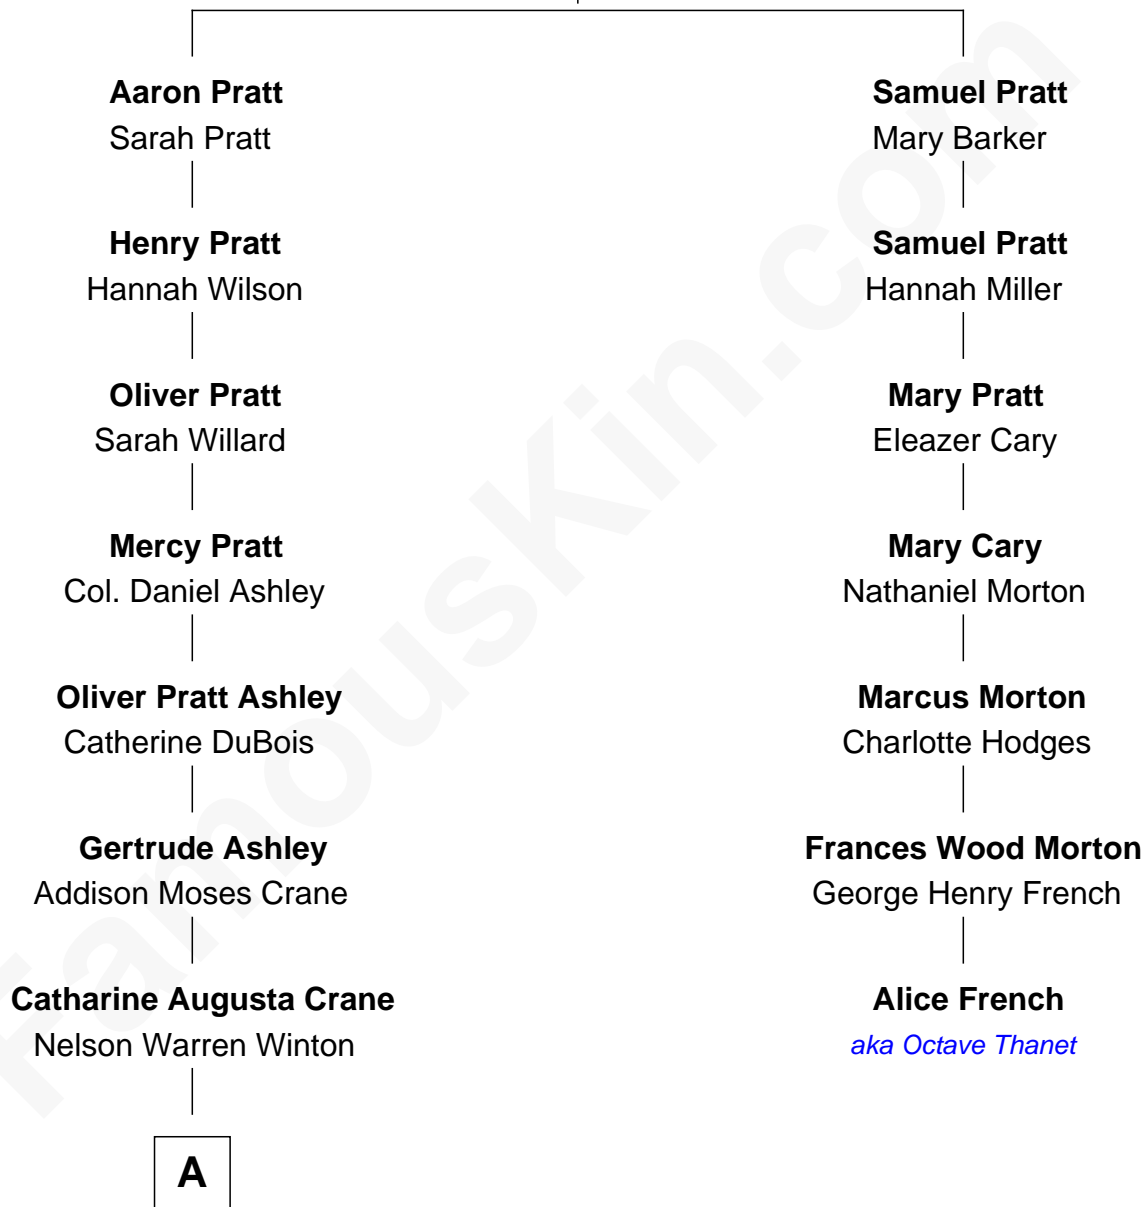 Aaron Pratt
Sarah Pratt
Samuel Pratt
Mary Barker
Henry Pratt
Hannah Wilson
Samuel Pratt
Hannah Miller
Oliver Pratt
Sarah Willard
Mary Pratt
Eleazer Cary
Mercy Pratt
Col. Daniel Ashley
Mary Cary
Nathaniel Morton
Oliver Pratt Ashley
Catherine DuBois
Marcus Morton
Charlotte Hodges
Gertrude Ashley
Addison Moses Crane
Frances Wood Morton
George Henry French
Catharine Augusta Crane
Nelson Warren Winton
Alice French
aka Octave Thanet
A
FamousKin.com